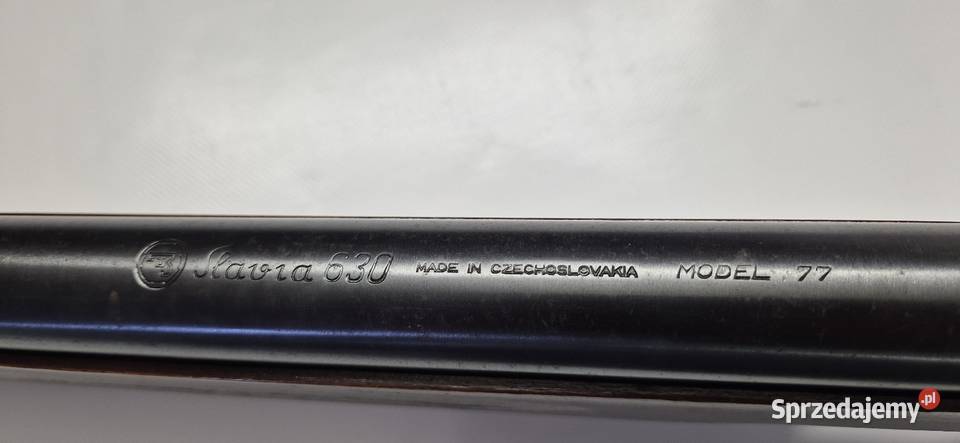 Slavia 630 MADE IN CZECHOSLOVAKIA MODEL 77
Sprzedajemy.pl